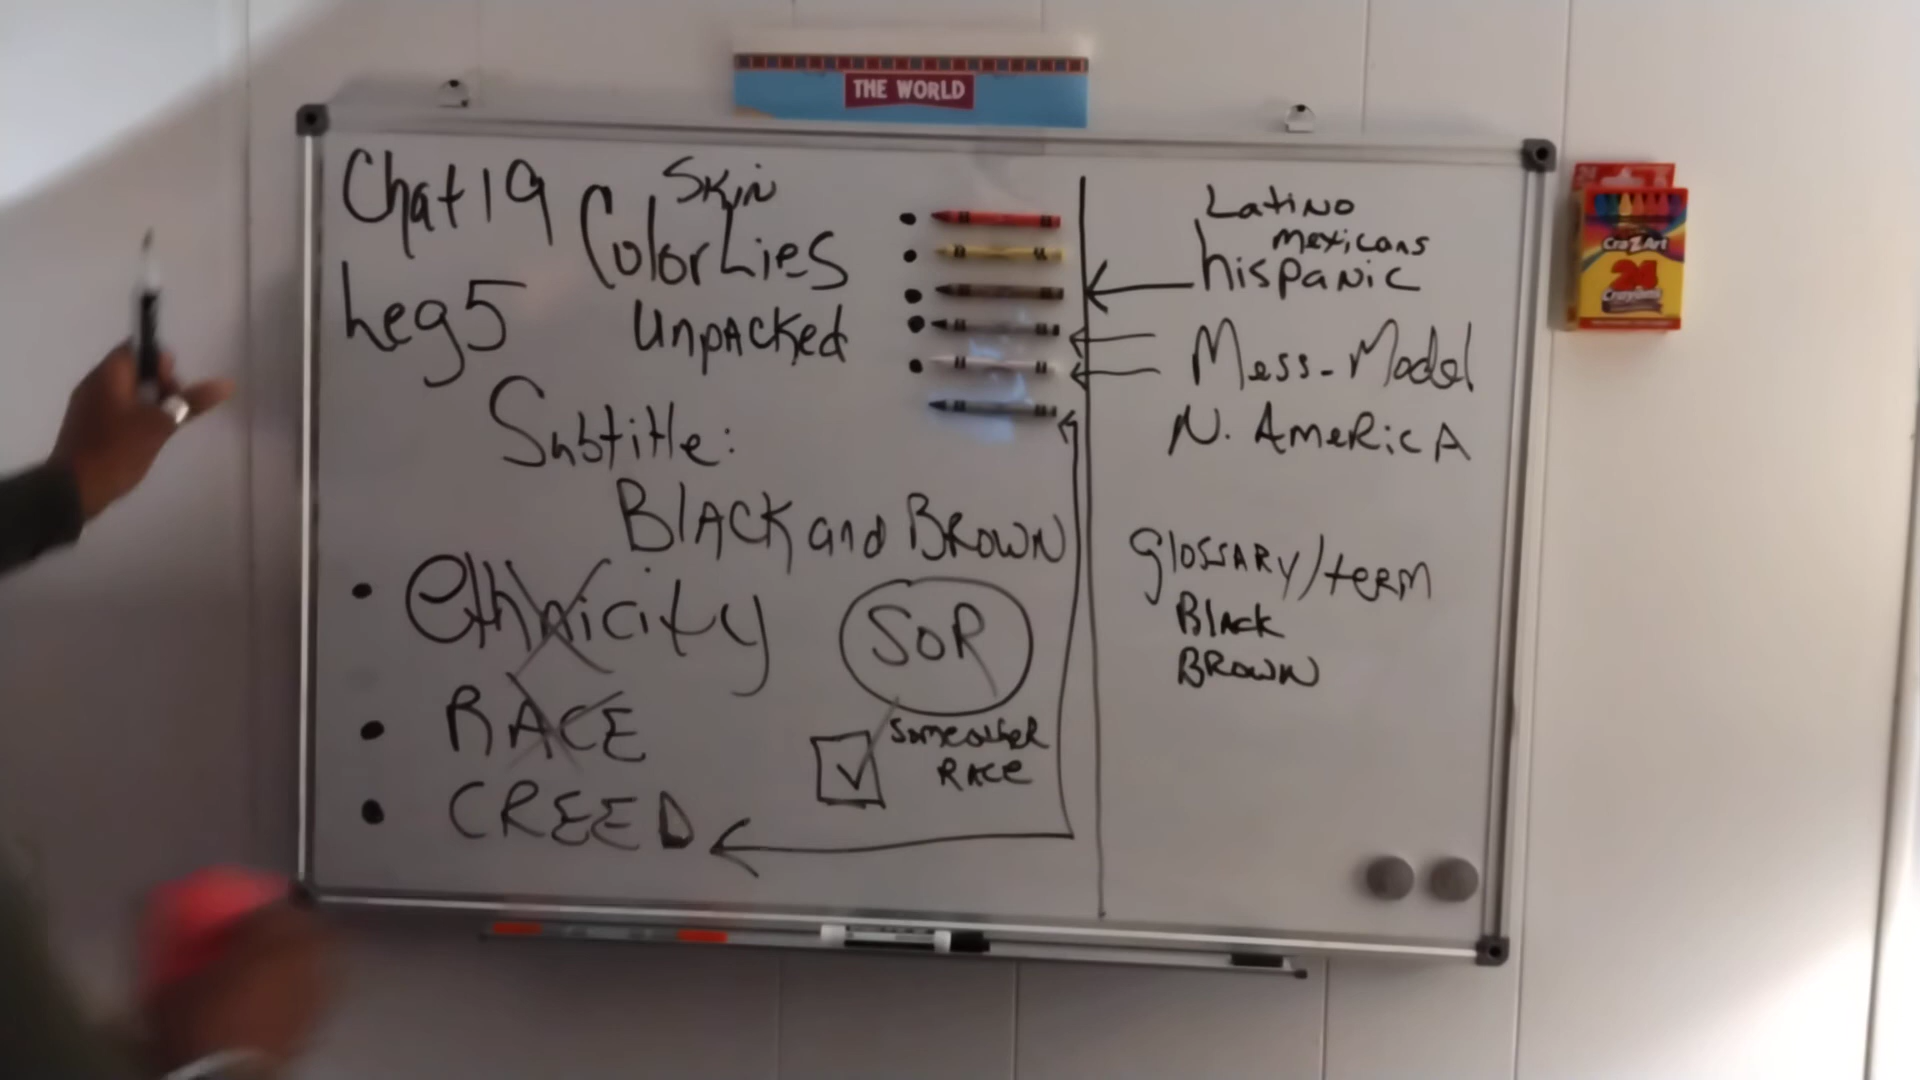 THE WORLD
Chat 19
Leg 5
Skin
Color Lies
Unpacked
Subtitle:
Black and Brown
ethnicity
RACE
CREED
SOR
Some other
RACE
Latino
Mexicans
hispanic
Mess-Model
N. America
glossary/term
Black
Brown
Cra-Z-Art
24
Crayons